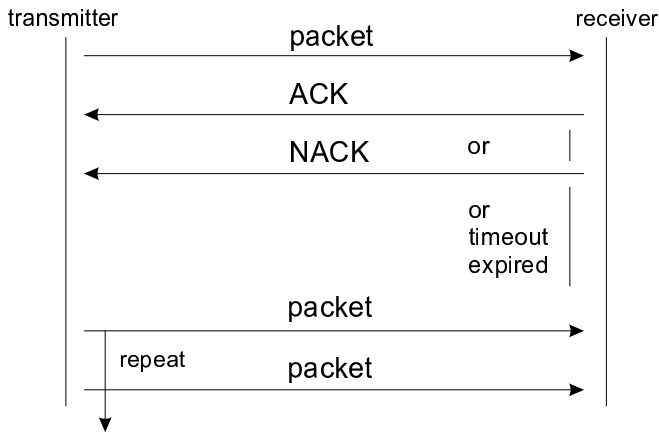 transmitter
receiver
packet
ACK
NACK
or
or
timeout
expired
packet
repeat
packet